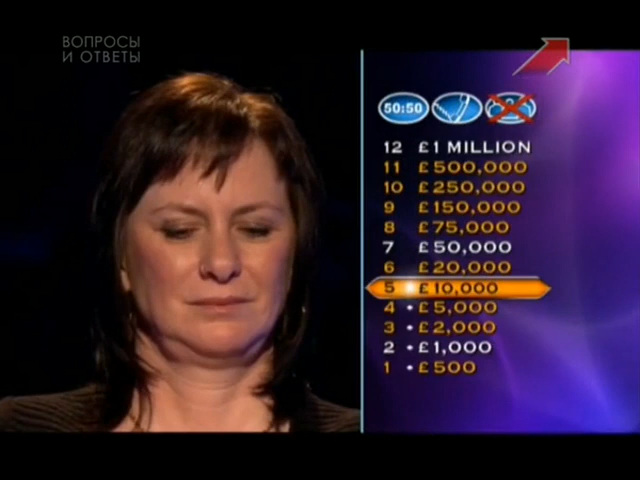 ВОПРОСЫ
И ОТВЕТЫ
50:50
12 £1 MILLION
11 £500,000
10 £250,000
9 £150,000
8 £75,000
7 £50,000
6 £20,000
5 £10,000
4 • £5,000
3 • £2,000
2 • £1,000
1 • £500